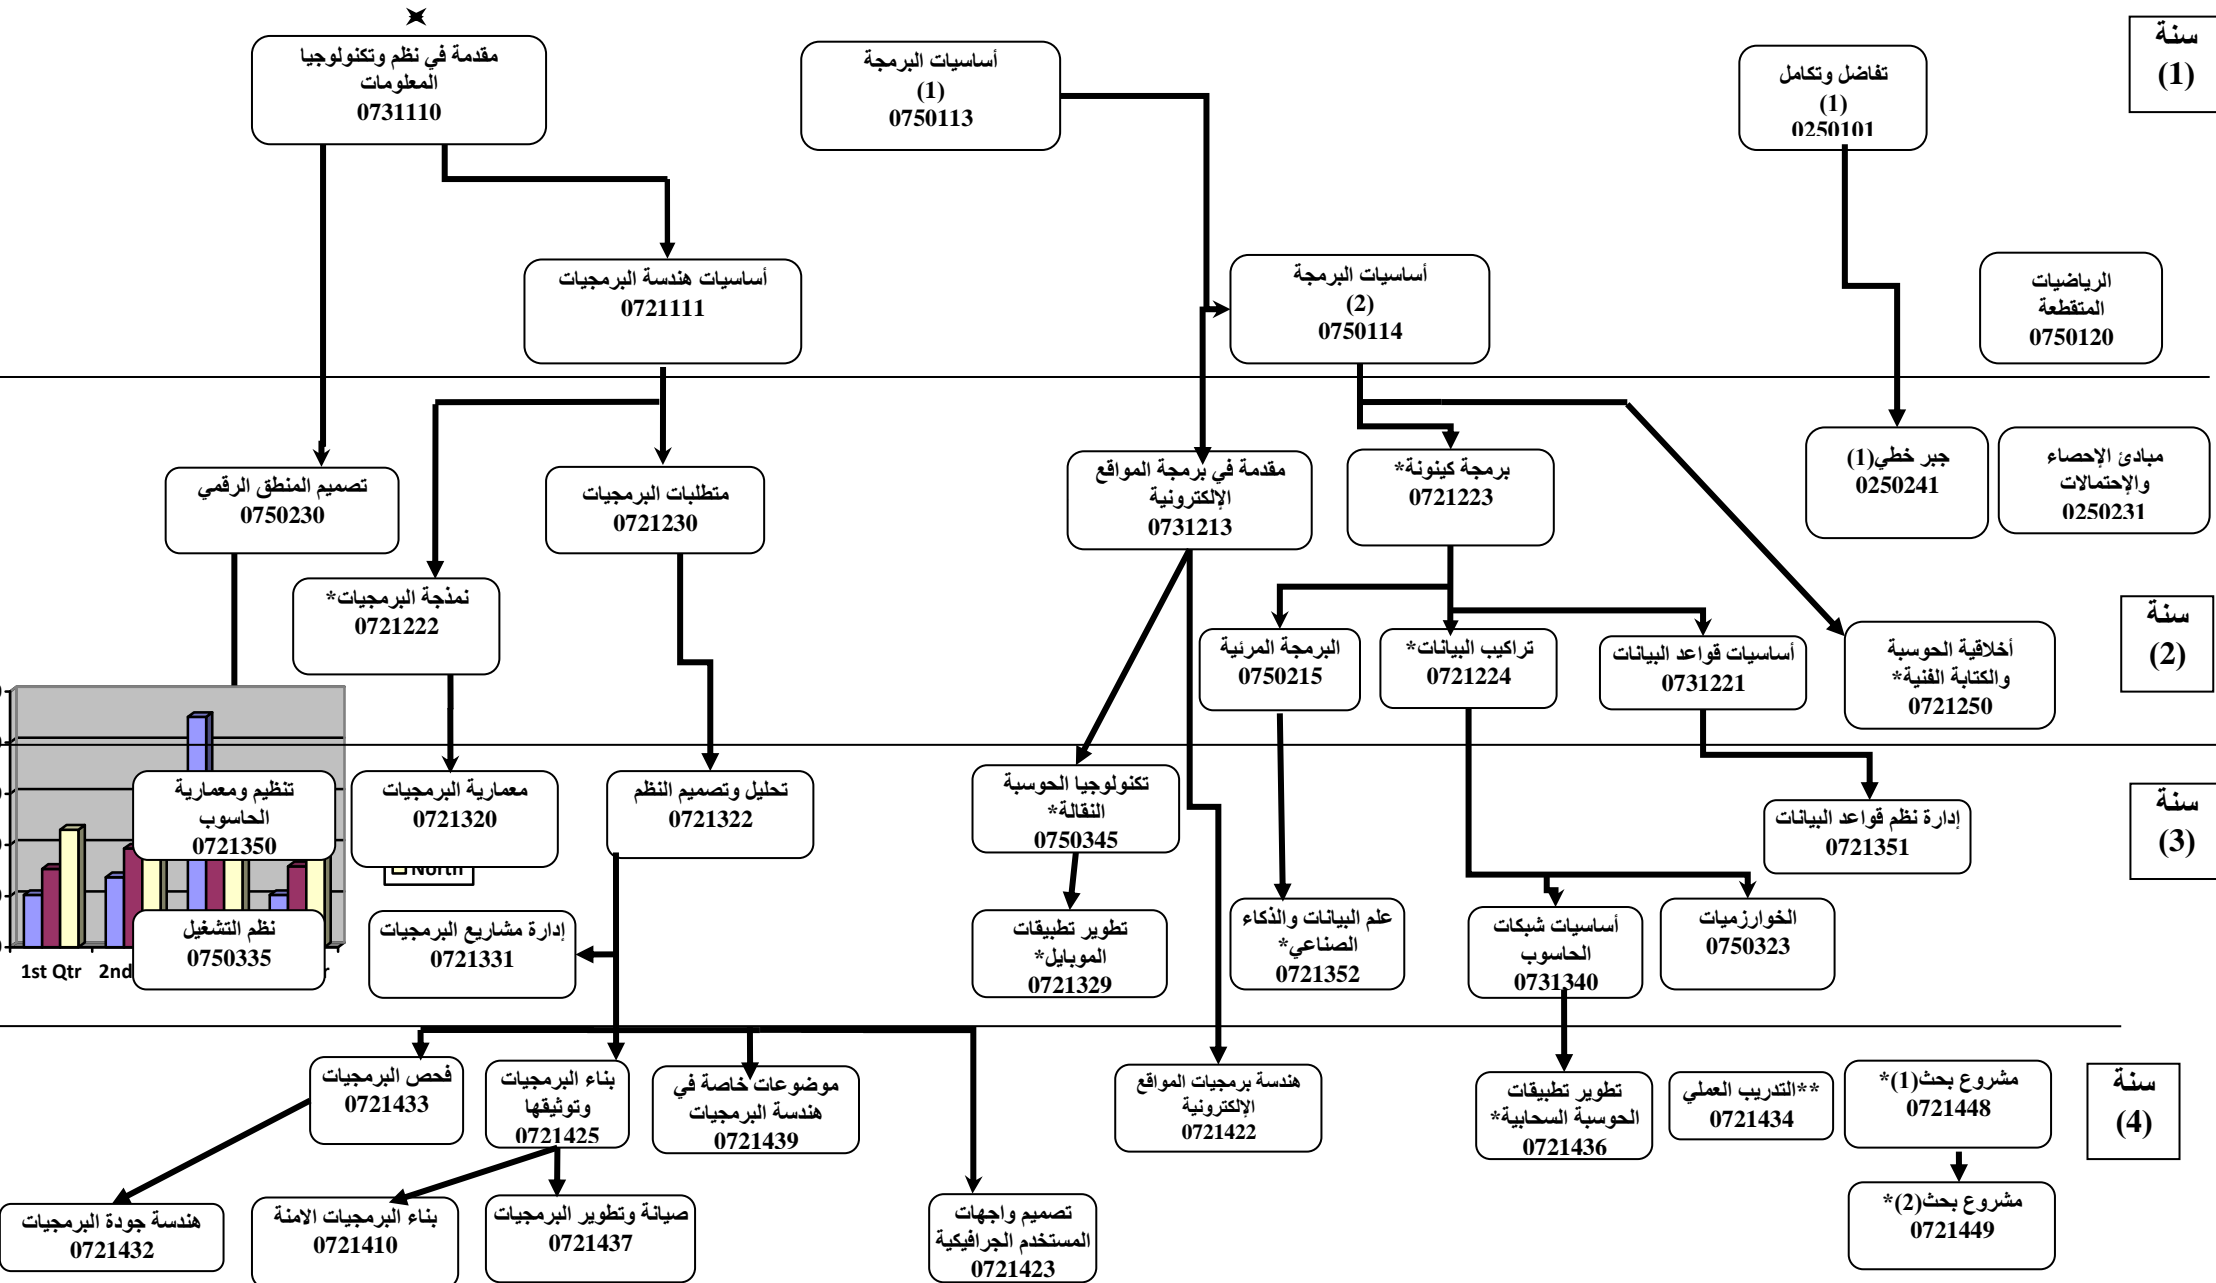 سنة
(1)
تفاضل وتكامل
(1)
0250101
أساسيات البرمجة
(1)
0750113
مقدمة في نظم وتكنولوجيا
المعلومات
0731110
الرياضيات
المتقطعة
0750120
أساسيات البرمجة
(2)
0750114
أساسيات هندسة البرمجيات
0721111
مبادئ الإحصاء
والإحتمالات
0250231
جبر خطي(1)
0250241
برمجة كينونة*
0721223
مقدمة في برمجة المواقع
الإلكترونية
0731213
متطلبات البرمجيات
0721230
تصميم المنطق الرقمي
0750230
نمذجة البرمجيات*
0721222
سنة
(2)
أخلاقية الحوسبة
والكتابة الفنية*
0721250
أساسيات قواعد البيانات
0731221
تراكيب البيانات*
0721224
البرمجة المرئية
0750215
سنة
(3)
إدارة نظم قواعد البيانات
0721351
تكنولوجيا الحوسبة
النقالة*
0750345
تحليل وتصميم النظم
0721322
معمارية البرمجيات
0721320
تنظيم ومعمارية
الحاسوب
0721350
North
الخوارزميات
0750323
أساسيات شبكات
الحاسوب
0731340
علم البيانات والذكاء
الصناعي*
0721352
تطوير تطبيقات
الموبايل*
0721329
إدارة مشاريع البرمجيات
0721331
نظم التشغيل
0750335
1st Qtr 2nd
سنة
(4)
مشروع بحث(1)*
0721448
**التدريب العملي
0721434
تطوير تطبيقات
الحوسبة السحابية*
0721436
هندسة برمجيات المواقع
الإلكترونية
0721422
موضوعات خاصة في
هندسة البرمجيات
0721439
بناء البرمجيات
وتوثيقها
0721425
فحص البرمجيات
0721433
مشروع بحث(2)*
0721449
تصميم واجهات
المستخدم الجرافيكية
0721423
صيانة وتطوير البرمجيات
0721437
بناء البرمجيات الامنة
0721410
هندسة جودة البرمجيات
0721432